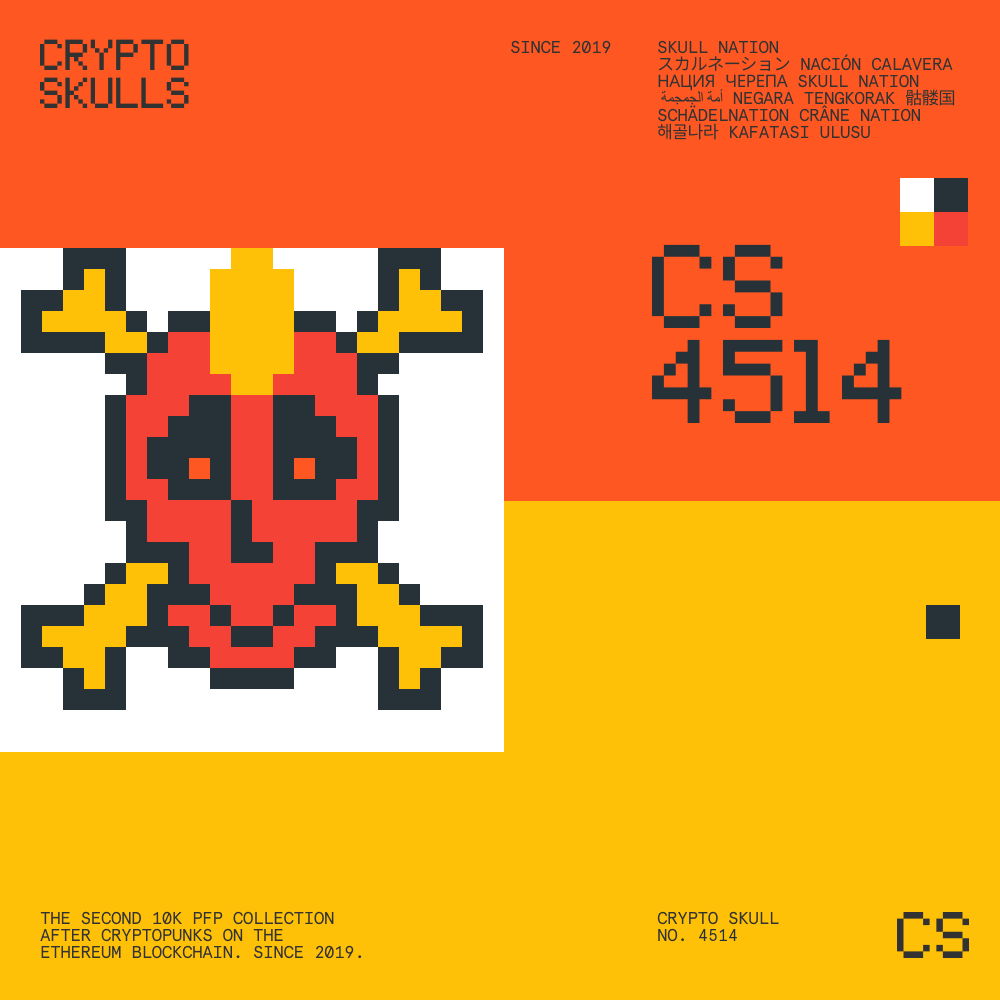 CRYPTO
SKULLS
SINCE 2019
SKULL NATION
スカルネーション NACIÓN CALAVERA
НАЦИЯ ЧЕРЕПА SKULL NATION
أمة الجمجمة NEGARA TENGKORAK 骷髅国
SCHÄDELNATION CRÂNE NATION
해골나라 KAFATASI ULUSU
CS
4514
THE SECOND 10K PFP COLLECTION
AFTER CRYPTOPUNKS ON THE
ETHEREUM BLOCKCHAIN. SINCE 2019.
CRYPTO SKULL
NO. 4514
CS